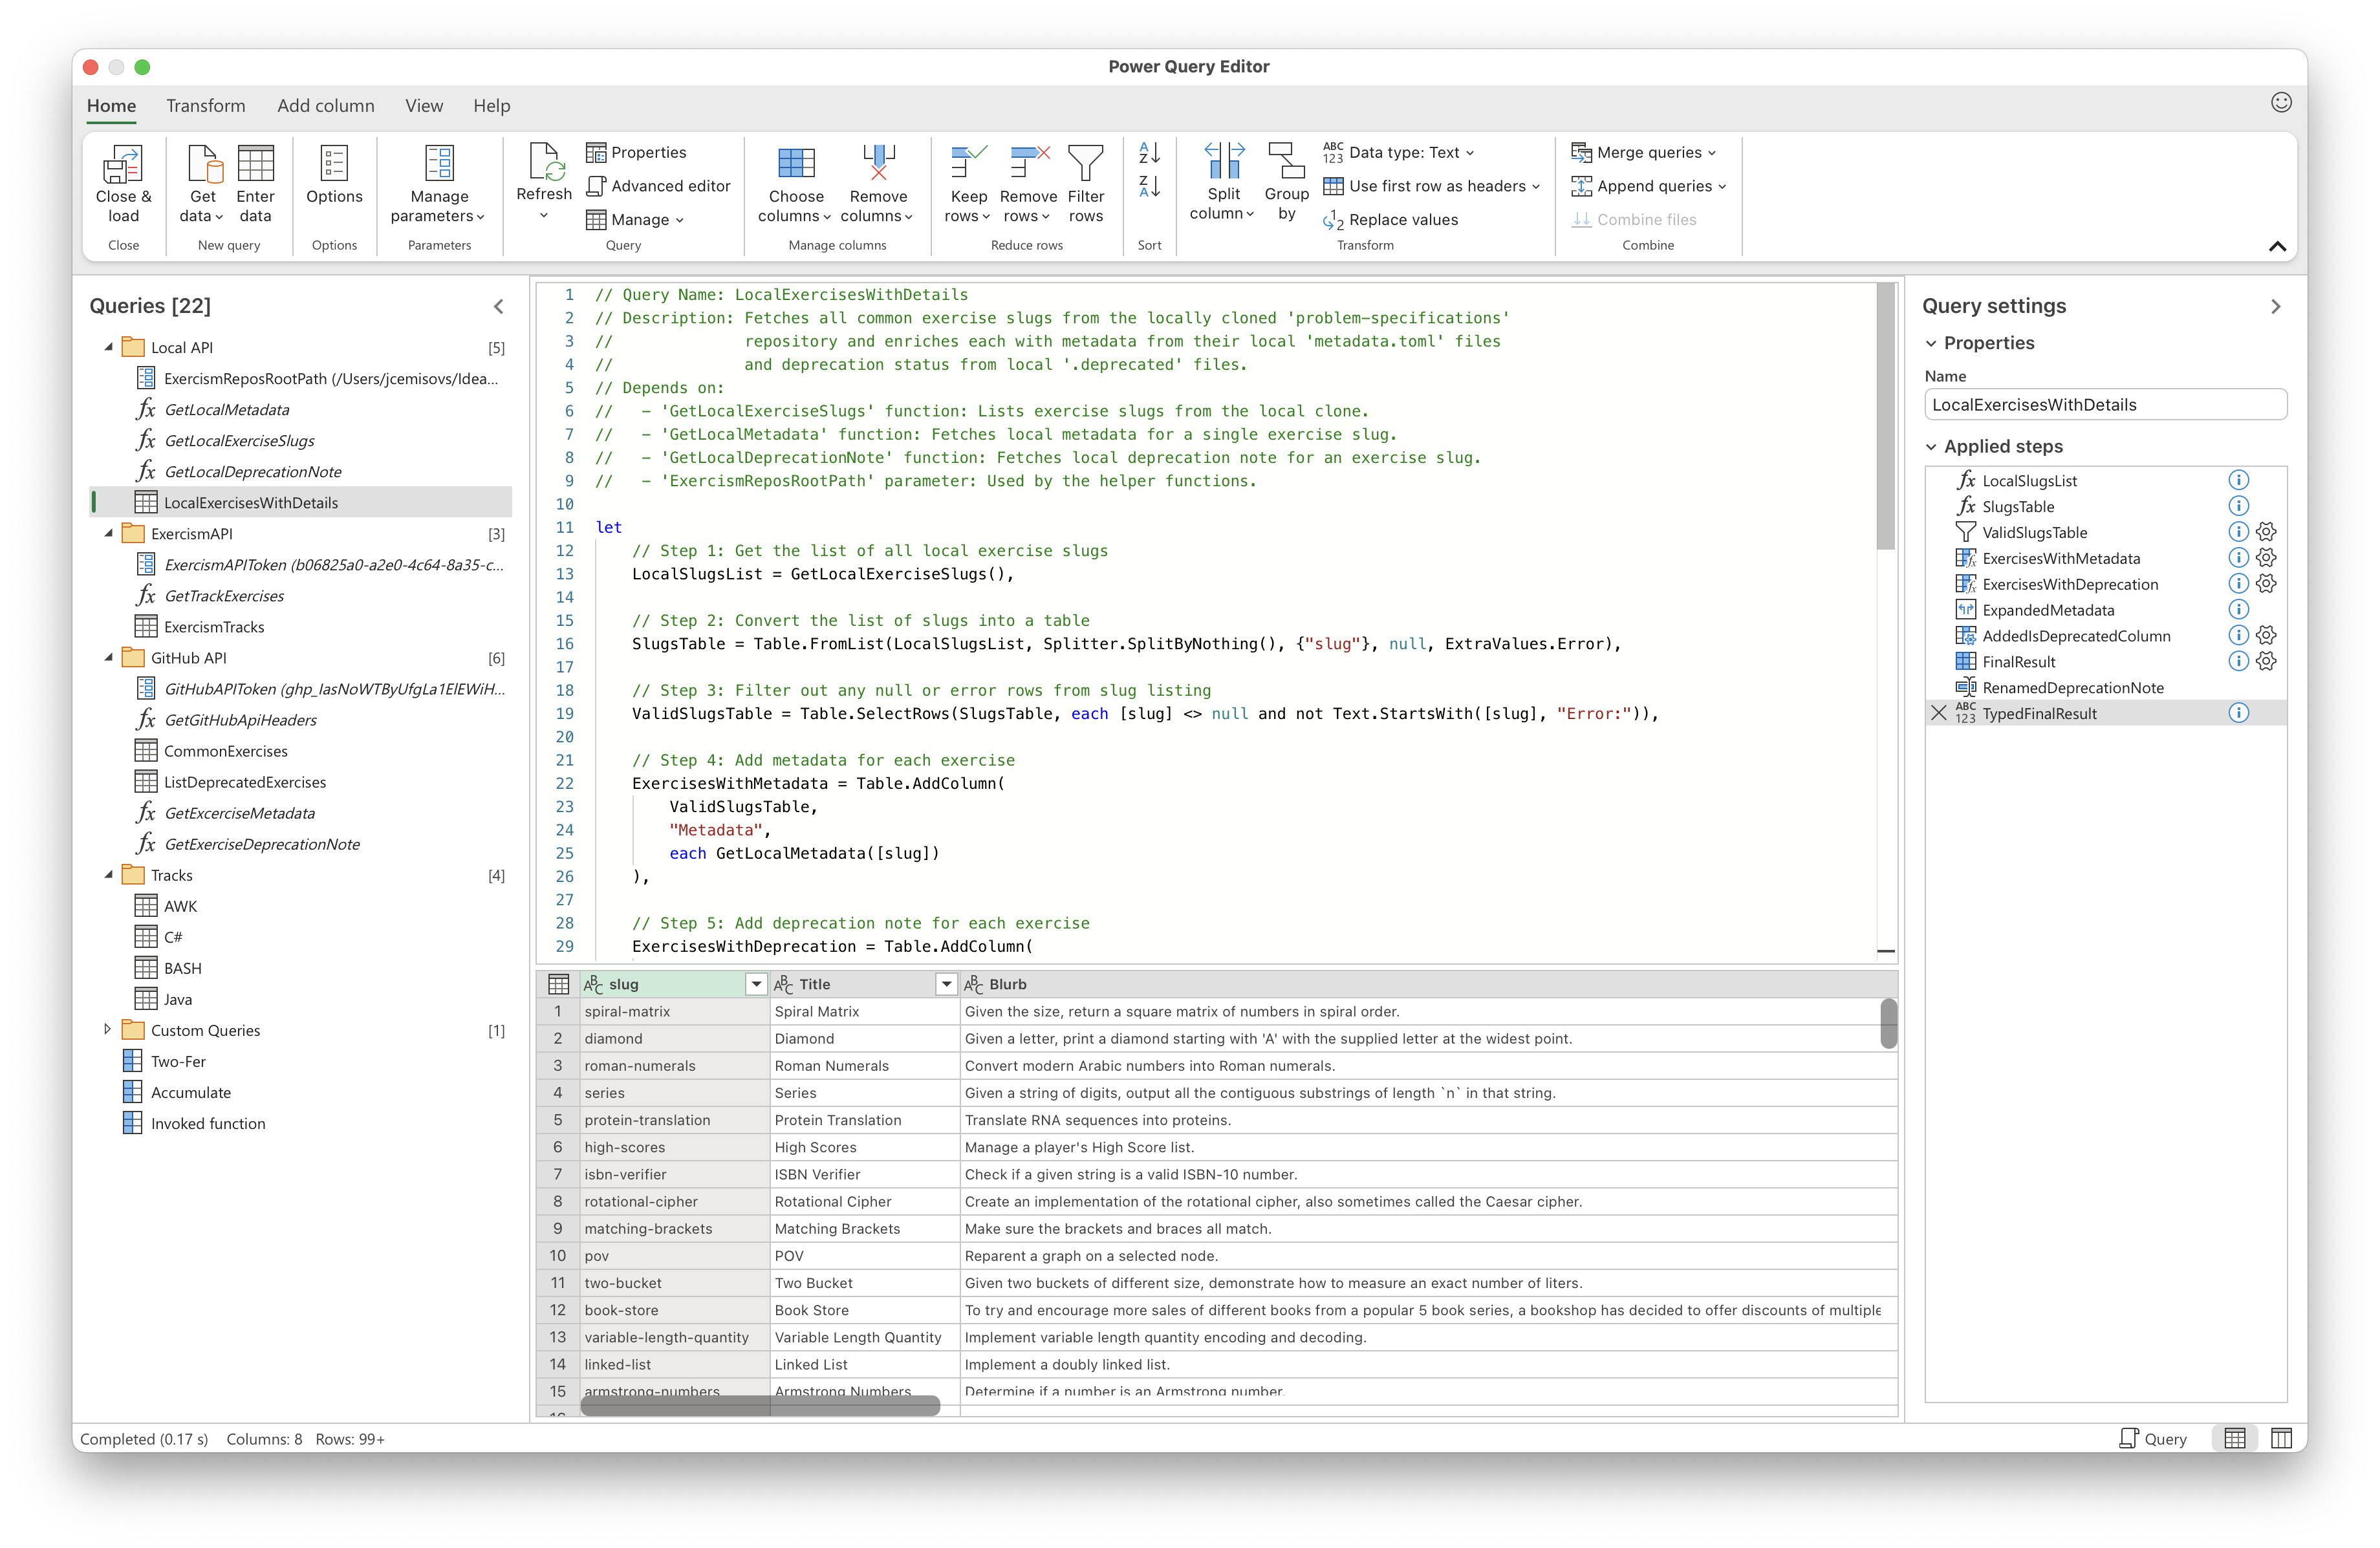 Power Query Editor
Home Transform Add column View Help
Close & load
Close
Get data
Enter data
New query
Options
Options
Manage parameters
Parameters
Refresh
Properties
Advanced editor
Manage
Query
Choose columns
Remove columns
Manage columns
Keep rows
Remove rows
Filter rows
Reduce rows
Sort
Split column
Group by
Data type: Text
Use first row as headers
Replace values
Transform
Merge queries
Append queries
Combine files
Combine
Queries [22]
Local API [5]
ExercismReposRootPath (/Users/jcemisovs/Idea...
GetLocalMetadata
GetLocalExerciseSlugs
GetLocalDeprecationNote
LocalExercisesWithDetails
ExercismAPI [3]
ExercismAPIToken (b06825a0-a2e0-4c64-8a35-c...
GetTrackExercises
ExercismTracks
GitHub API [6]
GitHubAPIToken (ghp_IasNoWTByUfgLa1ElEWiH...
GetGitHubApiHeaders
CommonExercises
ListDeprecatedExercises
GetExcerciseMetadata
GetExerciseDeprecationNote
Tracks [4]
AWK
C#
BASH
Java
Custom Queries [1]
Two-Fer
Accumulate
Invoked function
1 // Query Name: LocalExercisesWithDetails
2 // Description: Fetches all common exercise slugs from the locally cloned 'problem-specifications'
3 // repository and enriches each with metadata from their local 'metadata.toml' files
4 // and deprecation status from local '.deprecated' files.
5 // Depends on:
6 // - 'GetLocalExerciseSlugs' function: Lists exercise slugs from the local clone.
7 // - 'GetLocalMetadata' function: Fetches local metadata for a single exercise slug.
8 // - 'GetLocalDeprecationNote' function: Fetches local deprecation note for an exercise slug.
9 // - 'ExercismReposRootPath' parameter: Used by the helper functions.
10
11 let
12 // Step 1: Get the list of all local exercise slugs
13 LocalSlugsList = GetLocalExerciseSlugs(),
14
15 // Step 2: Convert the list of slugs into a table
16 SlugsTable = Table.FromList(LocalSlugsList, Splitter.SplitByNothing(), {"slug"}, null, ExtraValues.Error),
17
18 // Step 3: Filter out any null or error rows from slug listing
19 ValidSlugsTable = Table.SelectRows(SlugsTable, each [slug] <> null and not Text.StartsWith([slug], "Error:")),
20
21 // Step 4: Add metadata for each exercise
22 ExercisesWithMetadata = Table.AddColumn(
23 ValidSlugsTable,
24 "Metadata",
25 each GetLocalMetadata([slug])
26 ),
27
28 // Step 5: Add deprecation note for each exercise
29 ExercisesWithDeprecation = Table.AddColumn(
slug Title Blurb
1 spiral-matrix Spiral Matrix Given the size, return a square matrix of numbers in spiral order.
2 diamond Diamond Given a letter, print a diamond starting with 'A' with the supplied letter at the widest point.
3 roman-numerals Roman Numerals Convert modern Arabic numbers into Roman numerals.
4 series Series Given a string of digits, output all the contiguous substrings of length `n` in that string.
5 protein-translation Protein Translation Translate RNA sequences into proteins.
6 high-scores High Scores Manage a player's High Score list.
7 isbn-verifier ISBN Verifier Check if a given string is a valid ISBN-10 number.
8 rotational-cipher Rotational Cipher Create an implementation of the rotational cipher, also sometimes called the Caesar cipher.
9 matching-brackets Matching Brackets Make sure the brackets and braces all match.
10 pov POV Reparent a graph on a selected node.
11 two-bucket Two Bucket Given two buckets of different size, demonstrate how to measure an exact number of liters.
12 book-store Book Store To try and encourage more sales of different books from a popular 5 book series, a bookshop has decided to offer discounts of multiple
13 variable-length-quantity Variable Length Quantity Implement variable length quantity encoding and decoding.
14 linked-list Linked List Implement a doubly linked list.
15 armstrong-numbers Armstrong Numbers Determine if a number is an Armstrong number.
Query settings
Properties
Name
LocalExercisesWithDetails
Applied steps
LocalSlugsList
SlugsTable
ValidSlugsTable
ExercisesWithMetadata
ExercisesWithDeprecation
ExpandedMetadata
AddedIsDeprecatedColumn
FinalResult
RenamedDeprecationNote
TypedFinalResult
Completed (0.17 s) Columns: 8 Rows: 99+
Query